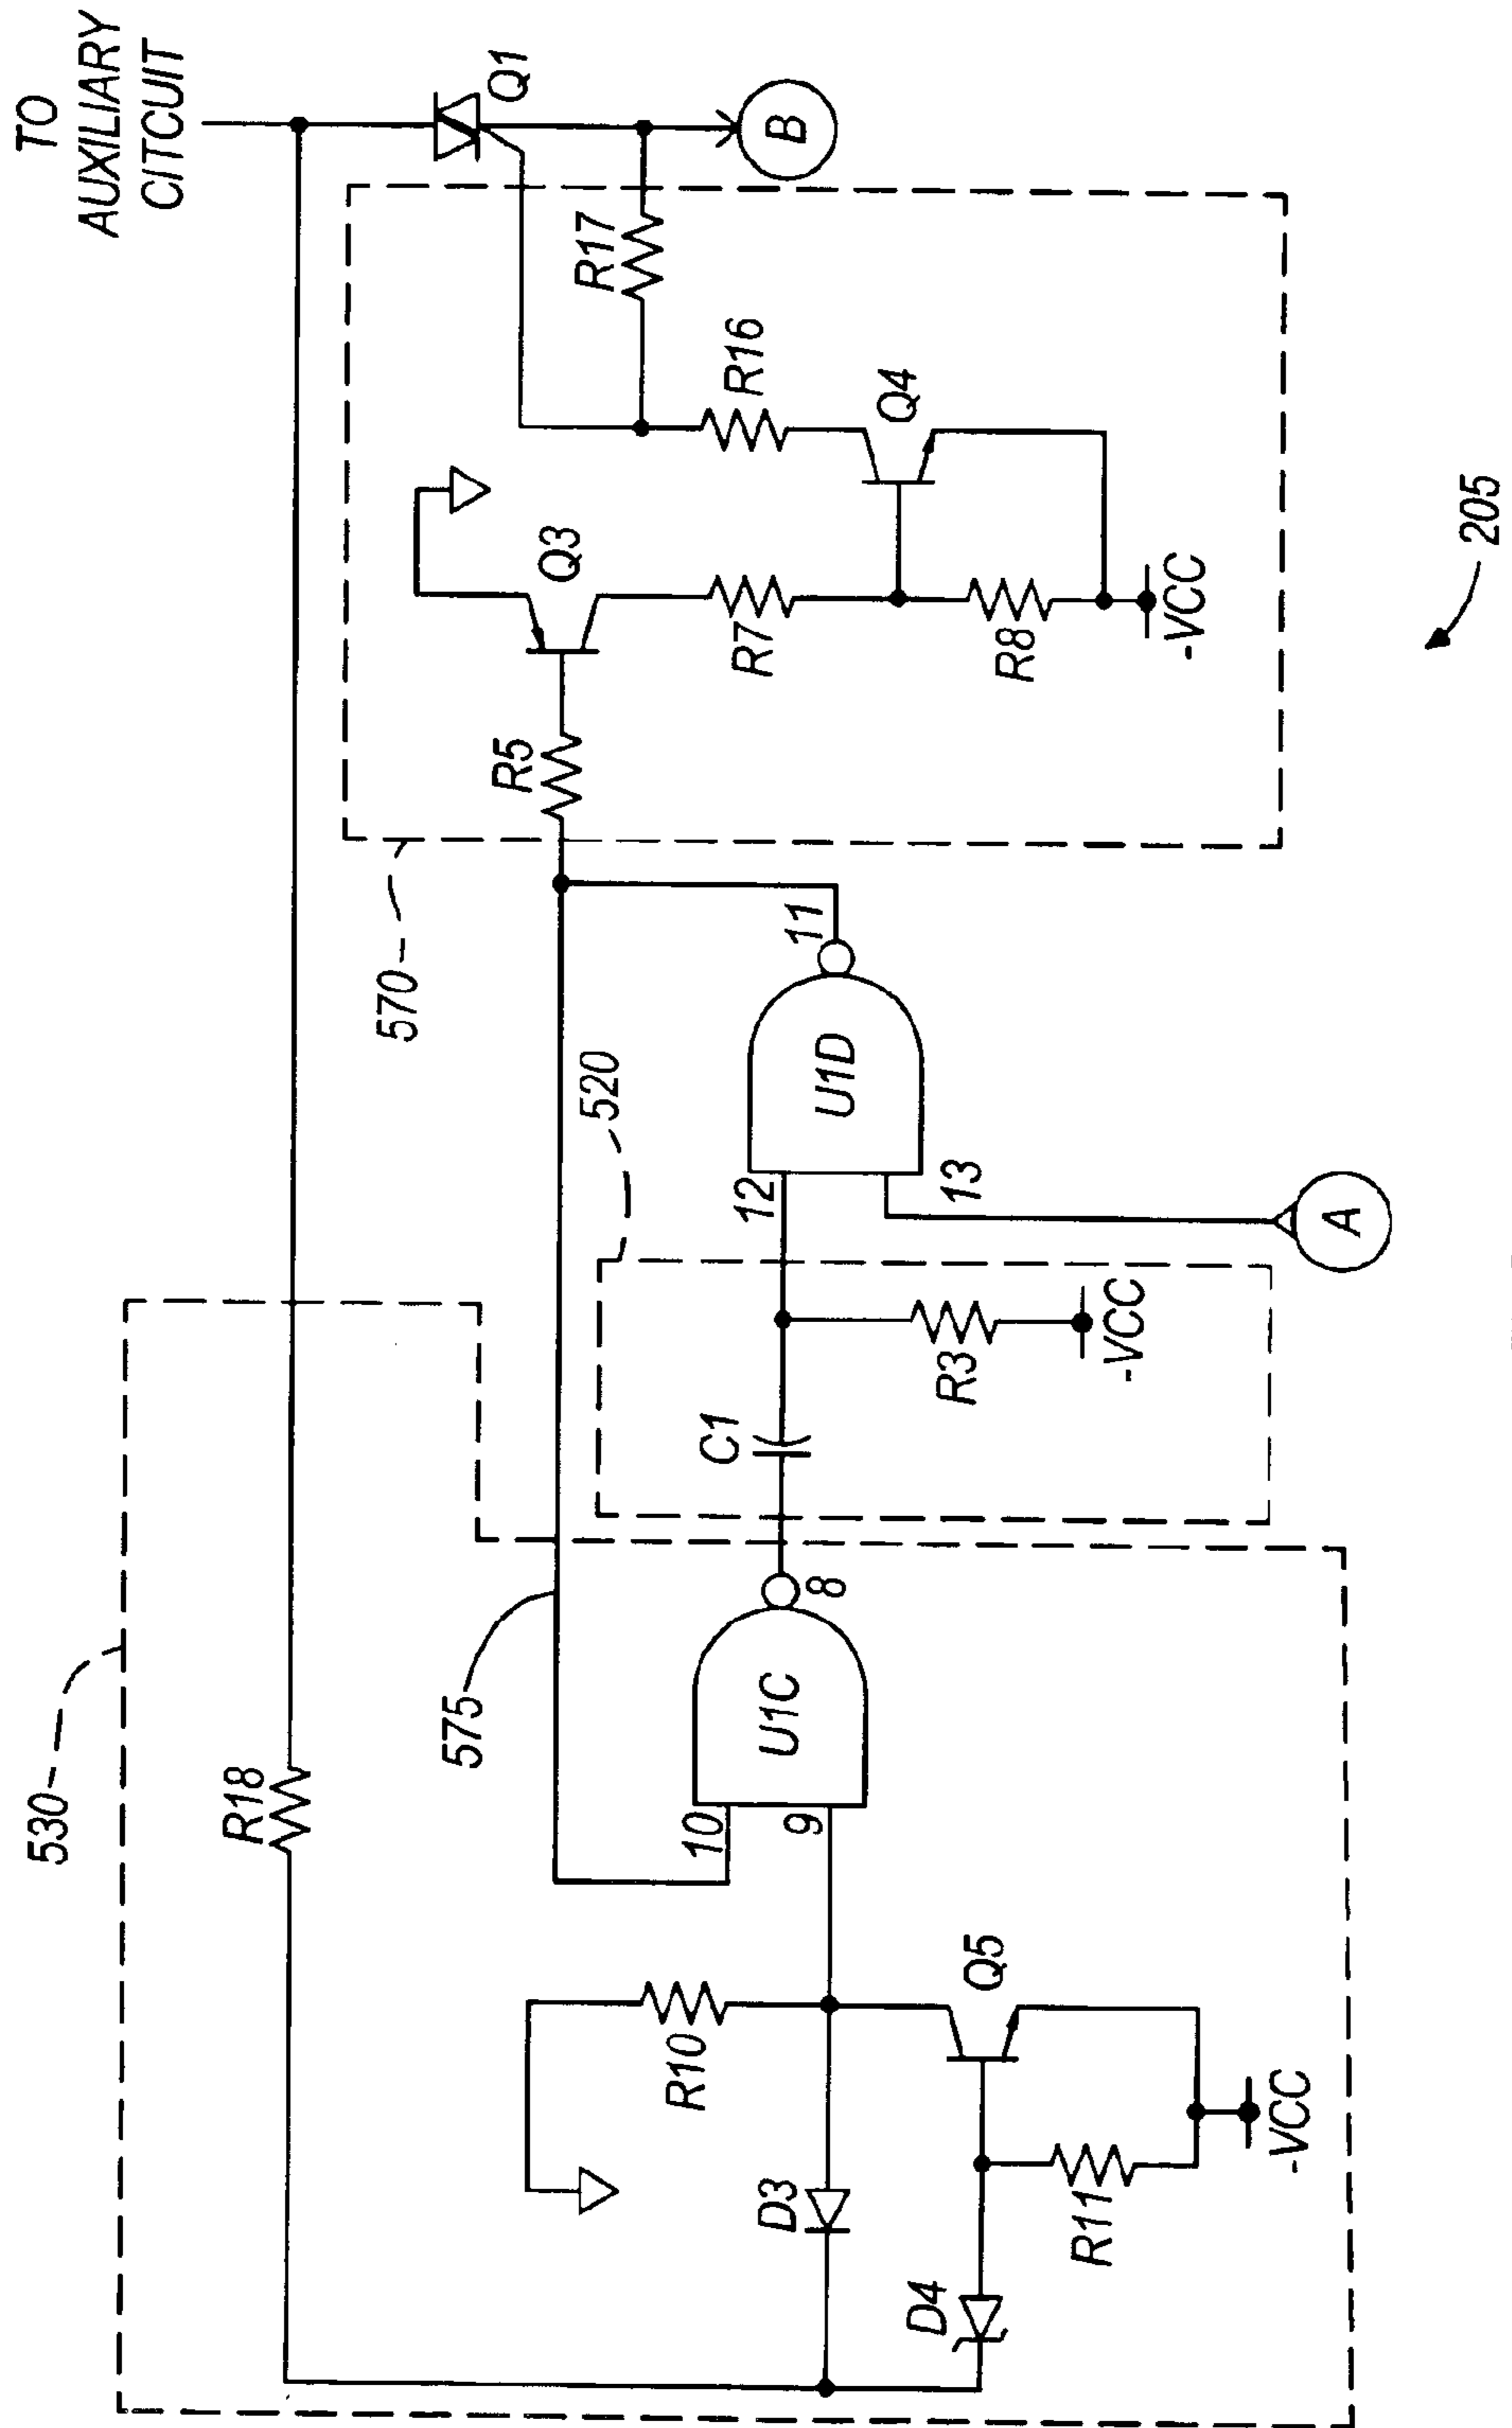 TO
AUXILIARY
CITCUIT
530
R18
575
570
Q1
R10
D3
D4
R11
Q5
-VCC
10
9
U1C
8
C1
520
R3
-VCC
12
13
U1D
11
A
R5
Q3
R7
R8
-VCC
Q4
R16
R17
B
205